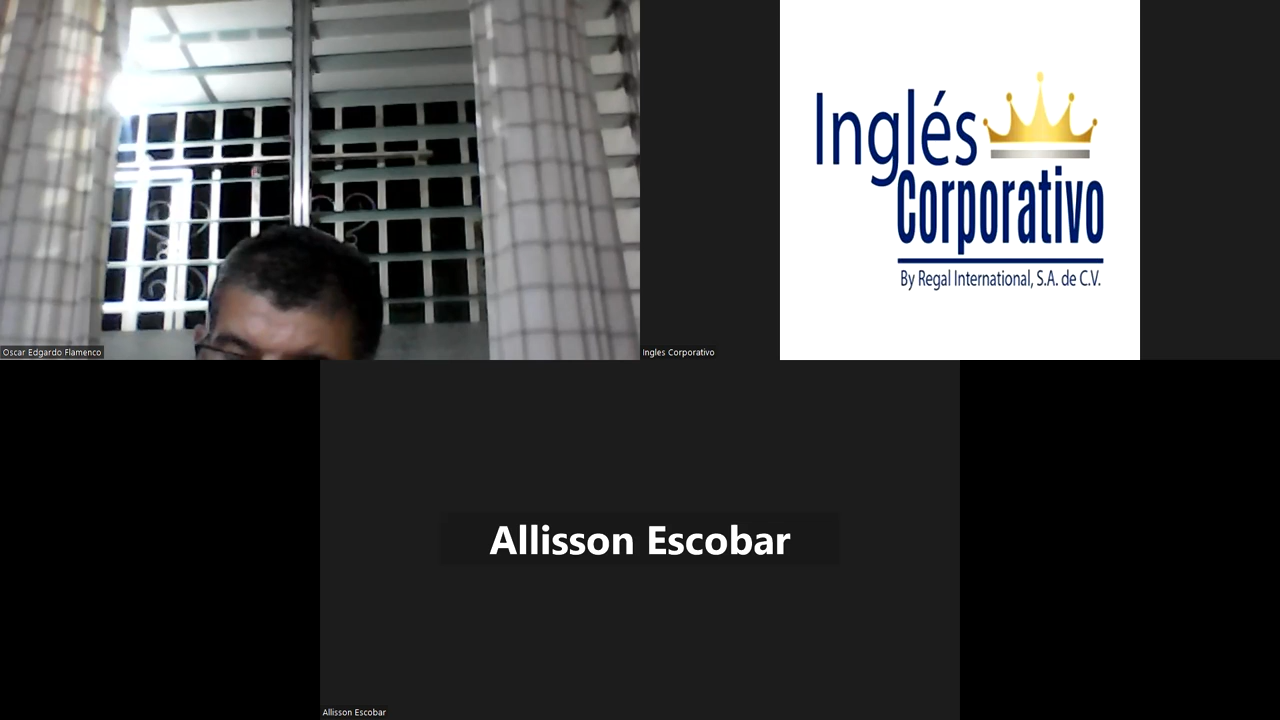 Inglés
Corporativo
By Regal International, S.A. de C.V.
Oscar Edgardo Flamenco
Ingles Corporativo
Allisson Escobar
Allisson Escobar